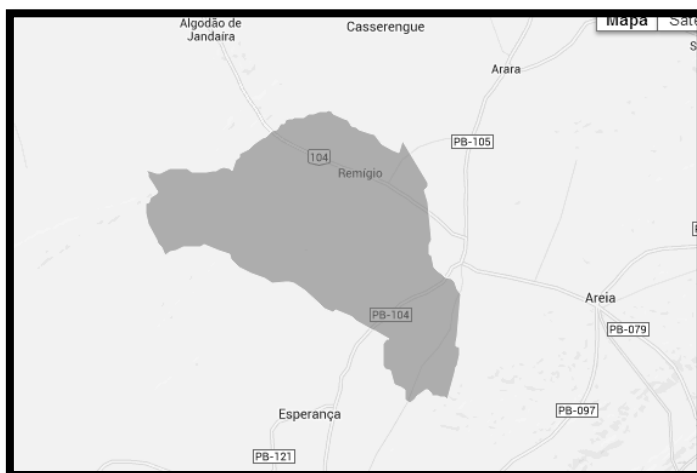 Algodão de
Jandaíra
Casserengue
Mapa
Arara
PB-105
104
Remígio
Areia
PB-104
PB-079
Esperança
PB-097
PB-121